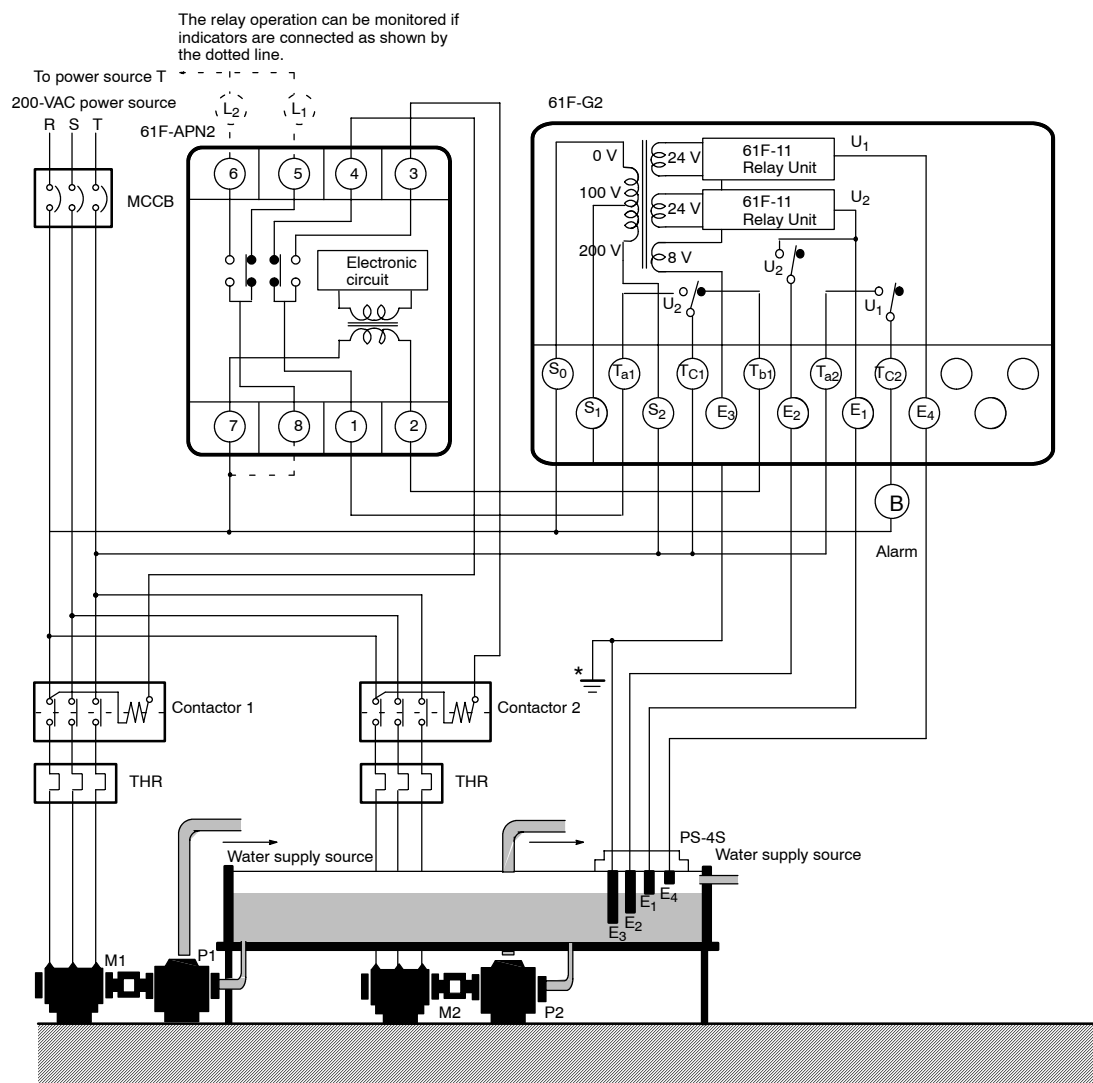 The relay operation can be monitored if
indicators are connected as shown by
the dotted line.
To power source T
200-VAC power source
R S T
L2 L1
61F-APN2
61F-G2
MCCB
6 5 4 3
Electronic
circuit
7 8 1 2
0 V
100 V
200 V
24 V
24 V
8 V
61F-11
Relay Unit
U1
61F-11
Relay Unit
U2
U2
U2
U1
S0 Ta1 TC1 Tb1 Ta2 TC2
S1 S2 E3 E2 E1 E4
B
Alarm
*
Contactor 1
Contactor 2
THR
THR
PS-4S
Water supply source
Water supply source
E4
E1
E2
E3
M1
P1
M2
P2